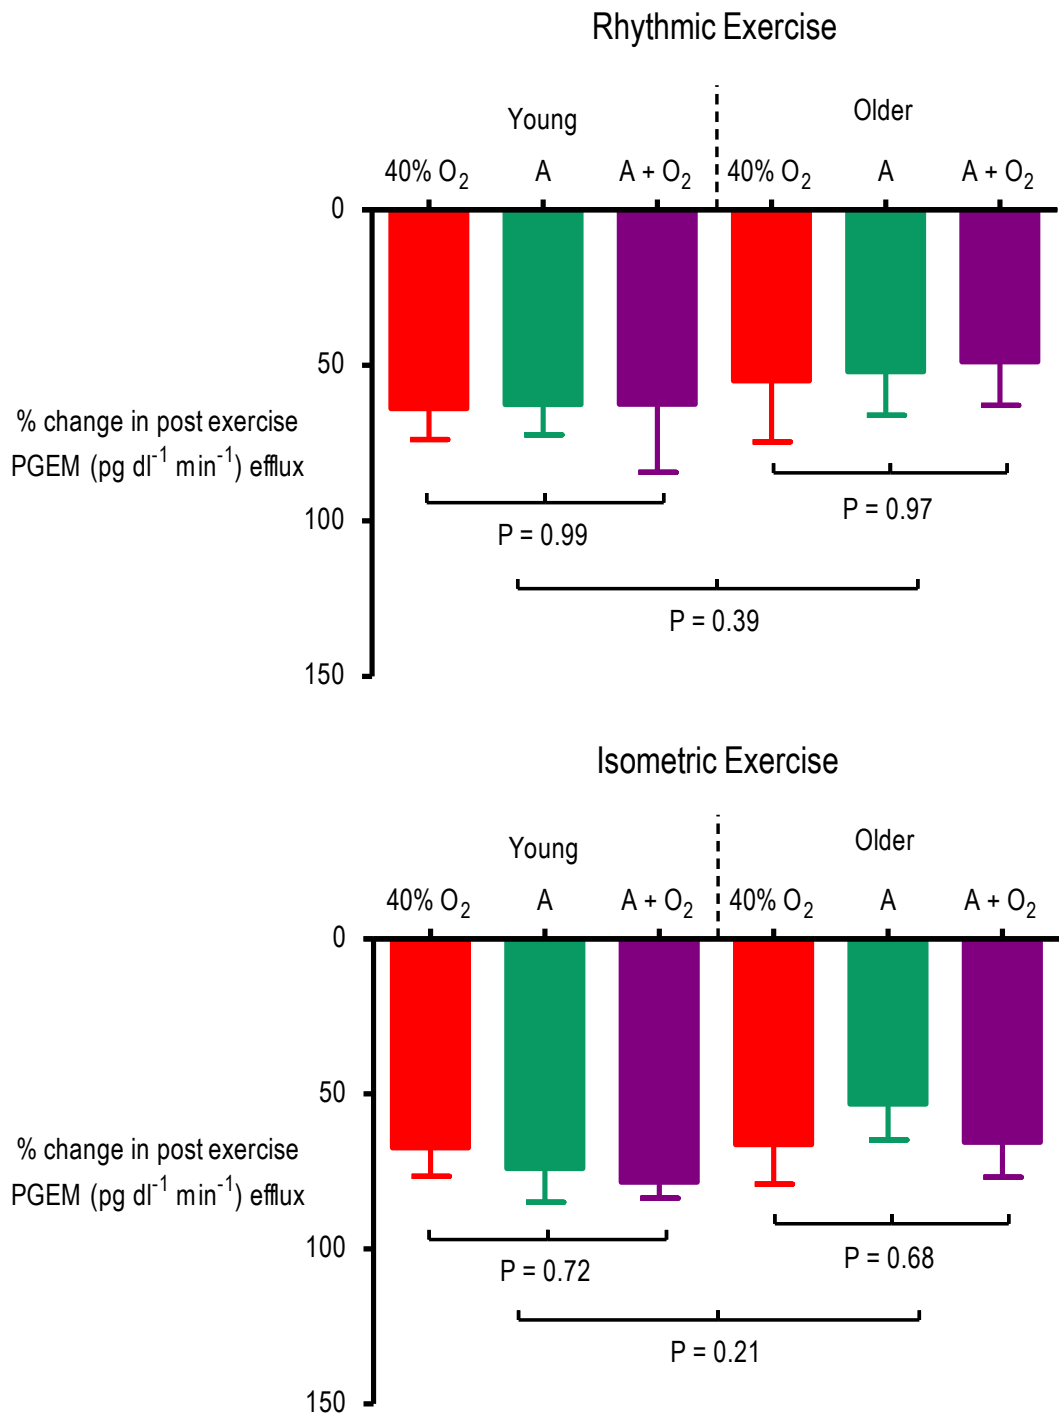 Rhythmic Exercise
Young
Older
40% O₂ A A + O₂ 40% O₂ A A + O₂
0
50
% change in post exercise
PGEM (pg dl⁻¹ min⁻¹) efflux
100
P = 0.99
P = 0.97
P = 0.39
150
Isometric Exercise
Young
Older
40% O₂ A A + O₂ 40% O₂ A A + O₂
0
50
% change in post exercise
PGEM (pg dl⁻¹ min⁻¹) efflux
100
P = 0.72
P = 0.68
P = 0.21
150